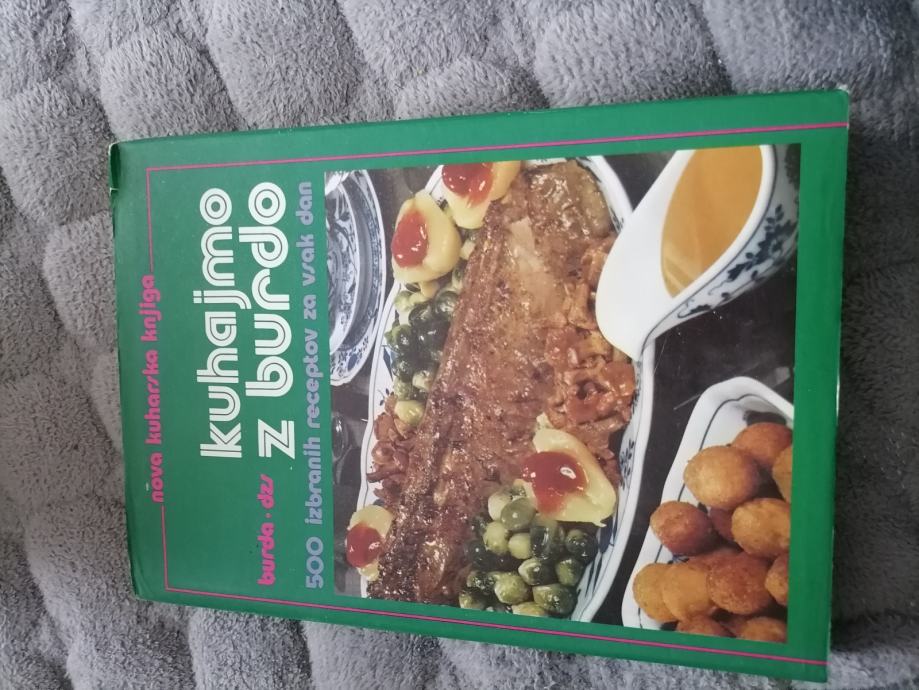 nova kuharska knjiga
kuhajmo
burda·dzs z burdo
500 izbranih receptov za vsak dan